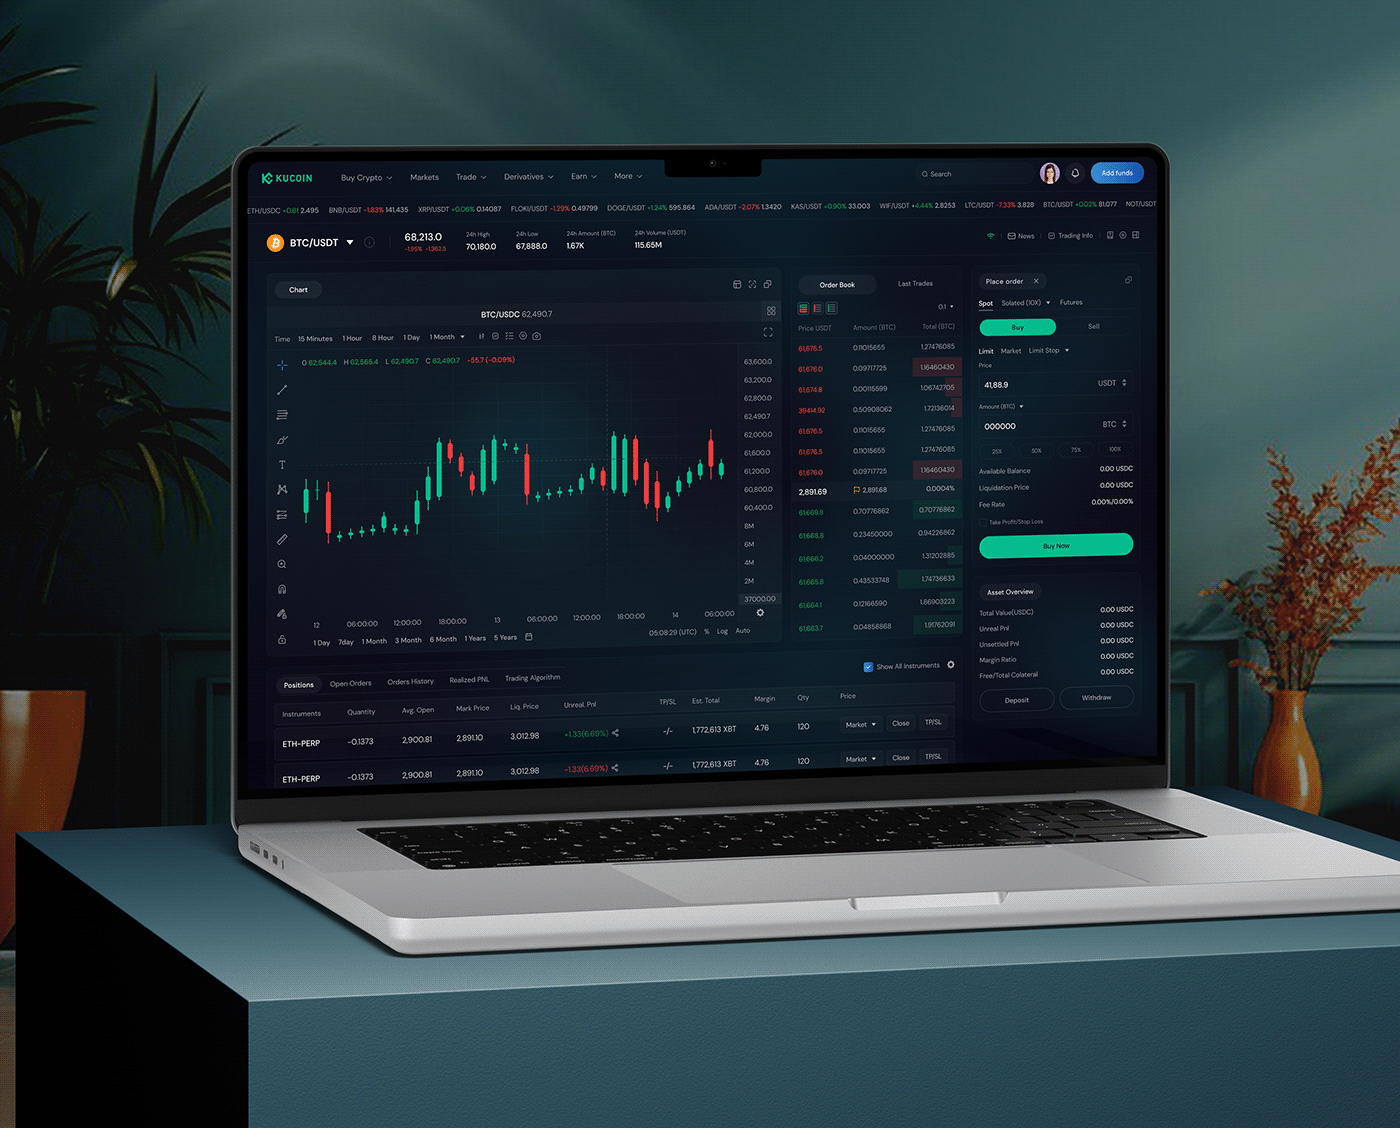 KUCOIN Buy Crypto Markets Trade Derivatives Earn More Search Add funds
ETH/USDC +0.61 2.495 BNB/USDT -1.83% 141,435 XRP/USDT +0.06% 0.14087 FLOKI/USDT -1.29% 0.49799 DOGE/USDT +1.24% 595.864 ADA/USDT -2.07% 1.3420 KAS/USDT +0.90% 33.003 WIF/USDT +4.44% 2.8253 LTC/USDT -7.33% 3.828 BTC/USDT +0.02% 81.077 NOT/USDT
BTC/USDT 68,213.0 24h High 24h Low 24h Amount (BTC) 24h Volume (USDT) News Trading Info
-1.95% -1,362.5 70,180.0 67,888.0 1.67K 115.65M
Chart
BTC/USDC 62,490.7
Time 15 Minutes 1 Hour 8 Hour 1 Day 1 Month
O 62,544.4 H 62,565.4 L 62,490.7 C 62,490.7 -55.7 (-0.09%)
63,600.0
63,200.0
62,800.0
62,490.7
62,000.0
61,600.0
61,200.0
60,800.0
60,400.0
8M
6M
4M
2M
37000.00
12 06:00:00 12:00:00 18:00:00 13 06:00:00 12:00:00 18:00:00 14 06:00:00
1 Day 7day 1 Month 3 Month 6 Month 1 Years 5 Years 05:08:29 (UTC) % Log Auto
Order Book Last Trades
0.1
Price USDT Amount (BTC) Total (BTC)
61,676.5 0.11015655 1.27476085
61,676.0 0.09717725 1.16460430
61,674.8 0.00115599 1.06742705
39414.92 0.50908062 1.72136014
61,676.5 0.11015655 1.27476085
61,676.5 0.11015655 1.27476085
61,676.0 0.09717725 1.16460430
2,891.69 2,891.68 0.0004%
61,669.8 0.70776862 0.70776862
61,668.8 0.23450000 0.94226862
61,666.2 0.04000000 1.31202885
61,665.8 0.43533748 1.74736633
61,664.1 0.12166590 1.86903223
61,663.7 0.04858868 1.91762091
Place order
Spot Solated (10X) Futures
Buy Sell
Limit Market Limit Stop
Price
41,88.9 USDT
Amount (BTC)
000000 BTC
25% 50% 75% 100%
Available Balance 0.00 USDC
Liquidation Price 0.00 USDC
Fee Rate 0.00%/0.00%
Take Profit/Stop Loss
Buy Now
Asset Overview
Total Value(USDC) 0.00 USDC
Unreal Pnl 0.00 USDC
Unsettled Pnl 0.00 USDC
Margin Ratio 0.00 USDC
Free/Total Colateral 0.00 USDC
Deposit Withdraw
Positions Open Orders Orders History Realized PNL Trading Algorithm Show All Instruments
Instruments Quantity Avg. Open Mark Price Liq. Price Unreal. Pnl TP/SL Est. Total Margin Qty Price
ETH-PERP -0.1373 2,900.81 2,891.10 3,012.98 +1.33(6.69%) -/- 1,772,613 XBT 4.76 120 Market Close TP/SL
ETH-PERP -0.1373 2,900.81 2,891.10 3,012.98 -1.33(6.69%) -/- 1,772,613 XBT 4.76 120 Market Close TP/SL